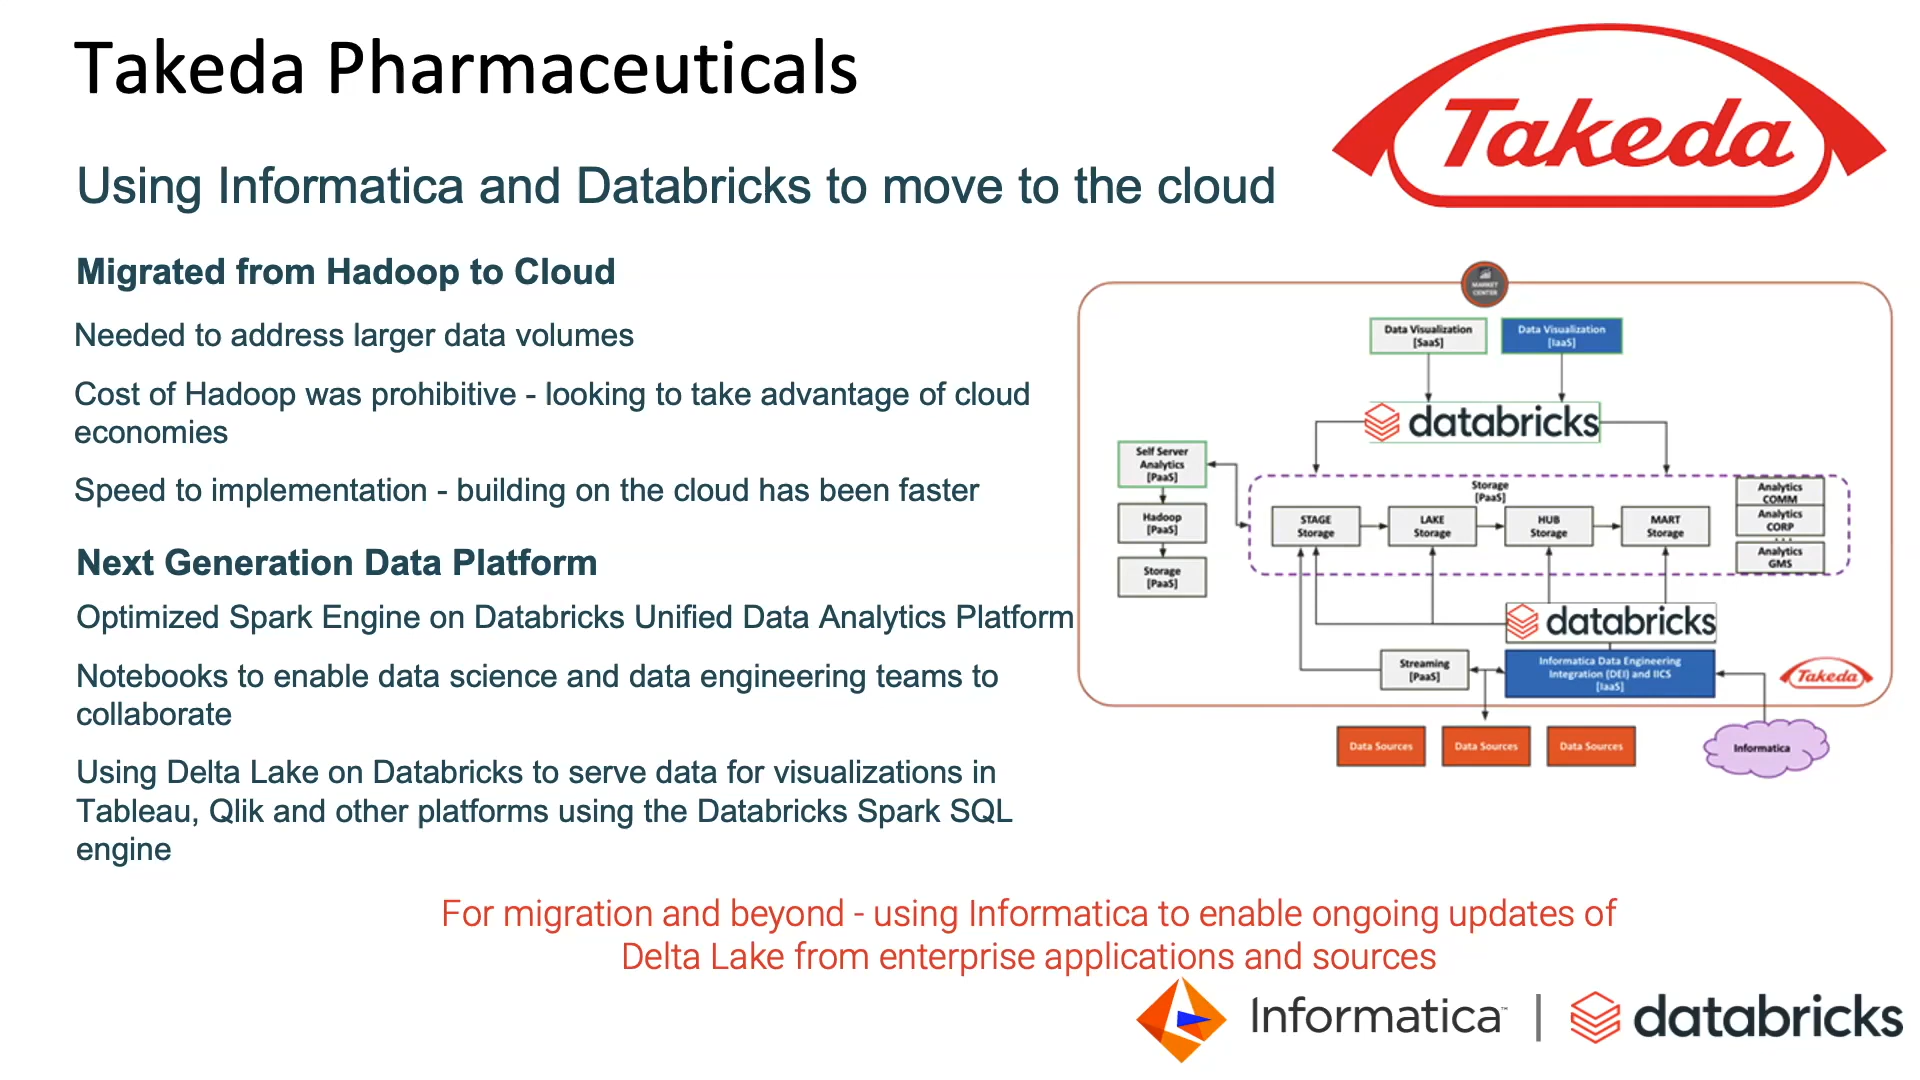 Takeda Pharmaceuticals
Takeda
Using Informatica and Databricks to move to the cloud
Migrated from Hadoop to Cloud
Needed to address larger data volumes
Cost of Hadoop was prohibitive - looking to take advantage of cloud
economies
Speed to implementation - building on the cloud has been faster
Next Generation Data Platform
Optimized Spark Engine on Databricks Unified Data Analytics Platform
Notebooks to enable data science and data engineering teams to
collaborate
Using Delta Lake on Databricks to serve data for visualizations in
Tableau, Qlik and other platforms using the Databricks Spark SQL
engine
MARKET
CENTER
Data Visualization
[SaaS]
Data Visualization
[IaaS]
databricks
Self Server
Analytics
[PaaS]
Hadoop
[PaaS]
Storage
[PaaS]
Storage
[PaaS]
STAGE
Storage
LAKE
Storage
HUB
Storage
MART
Storage
Analytics
COMM
Analytics
CORP
...
Analytics
GMS
databricks
Streaming
[PaaS]
Informatica Data Engineering
Integration (DEI) and IICS
[IaaS]
Takeda
Data Sources
Data Sources
Data Sources
Informatica
For migration and beyond - using Informatica to enable ongoing updates of
Delta Lake from enterprise applications and sources
Informatica™ | databricks